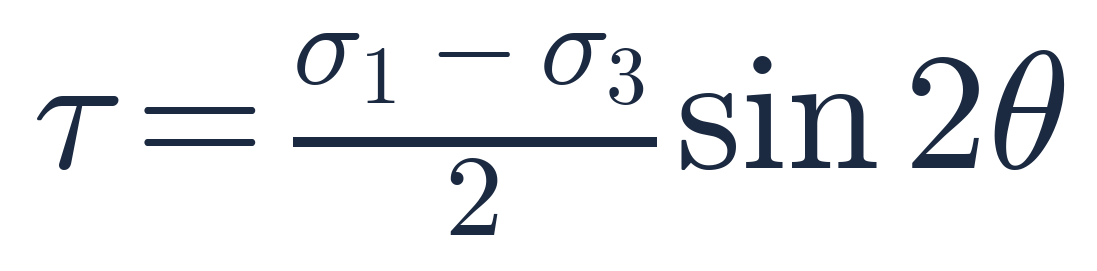 τ = (σ₁ − σ₃)/2 sin 2θ